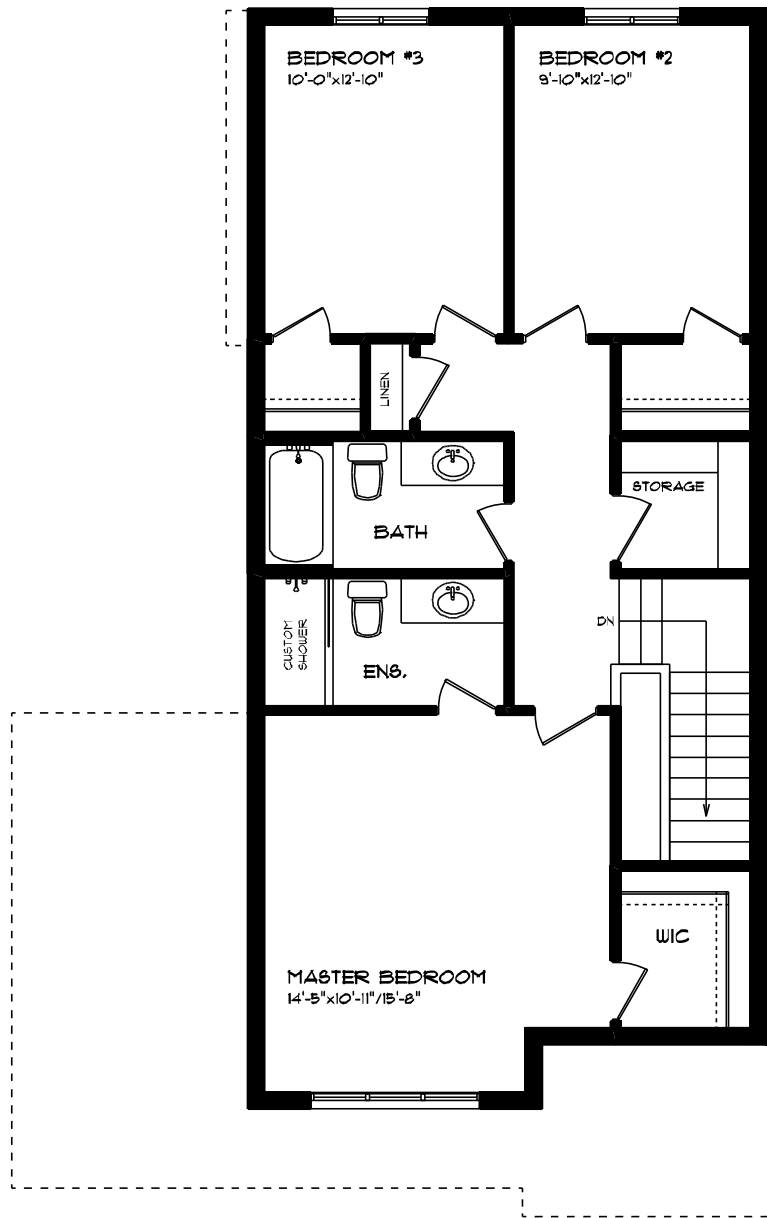 BEDROOM #3
10'-0"x12'-10"
BEDROOM #2
9'-10"x12'-10"
LINEN
STORAGE
BATH
CUSTOM
SHOWER
ENS.
DN
MASTER BEDROOM
14'-5"x10'-11"/15'-8"
WIC